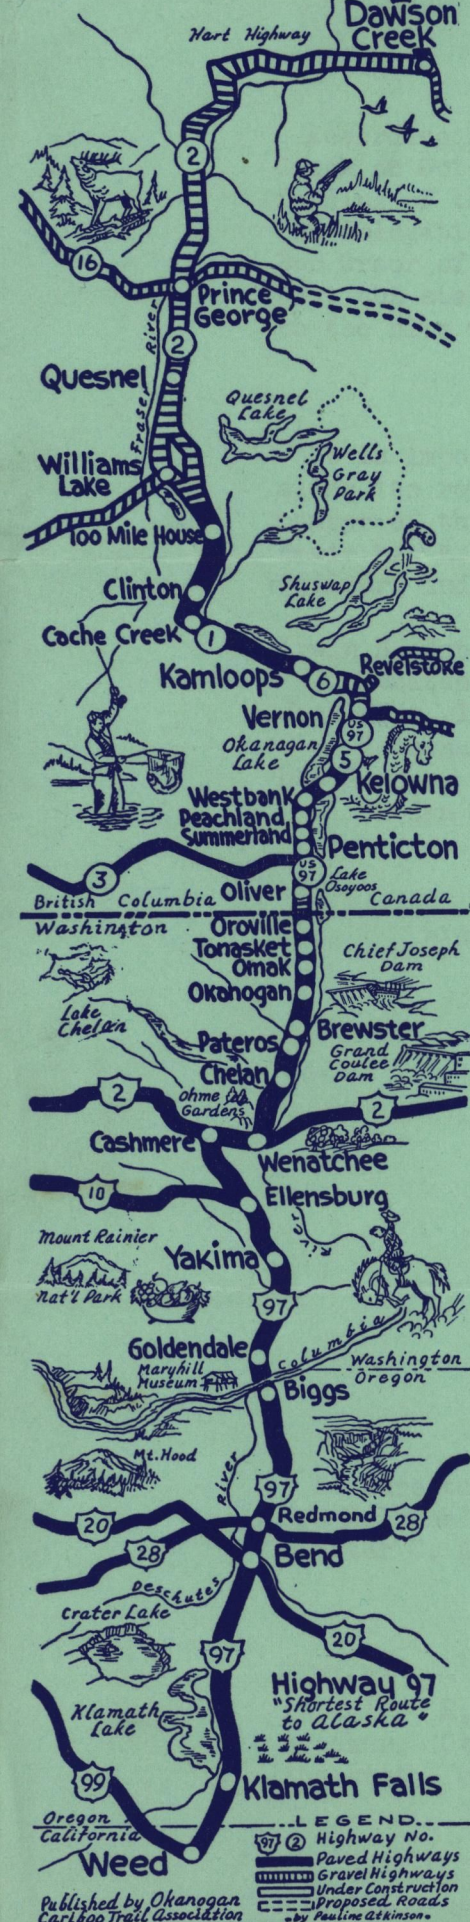 Dawson
Creek
Hart Highway
2
16
Prince
George
Fraser River
2
Quesnel
Quesnel
Lake
Wells
Gray
Park
Williams
Lake
100 Mile House
Clinton
Shuswap
Lake
Cache Creek
1
Kamloops
6
Revelstoke
Vernon
US
97
Okanagan
Lake
5
Kelowna
Westbank
Peachland
Summerland
Penticton
3
US
97
Lake
Osoyoos
Oliver
British Columbia
Canada
Washington
Oroville
Tonasket
Omak
Okanogan
Chief Joseph
Dam
Lake
Chelan
Pateros
Brewster
Grand
Coulee
Dam
Chelan
Ohme
Gardens
2
2
Cashmere
Wenatchee
10
Ellensburg
River
Mount Rainier
Nat'l Park
Yakima
97
Goldendale
Columbia
Maryhill
Museum
Washington
Oregon
Biggs
Mt. Hood
River
97
Redmond
20
28
28
Bend
Deschutes
Crater Lake
20
97
Highway 97
"Shortest Route
to Alaska"
Klamath
Lake
99
Klamath Falls
Oregon
California
Weed
LEGEND
97 2 Highway No.
Paved Highways
Gravel Highways
Under Construction
Proposed Roads
by Pauline Atkinson
Published by Okanogan
Cariboo Trail Association